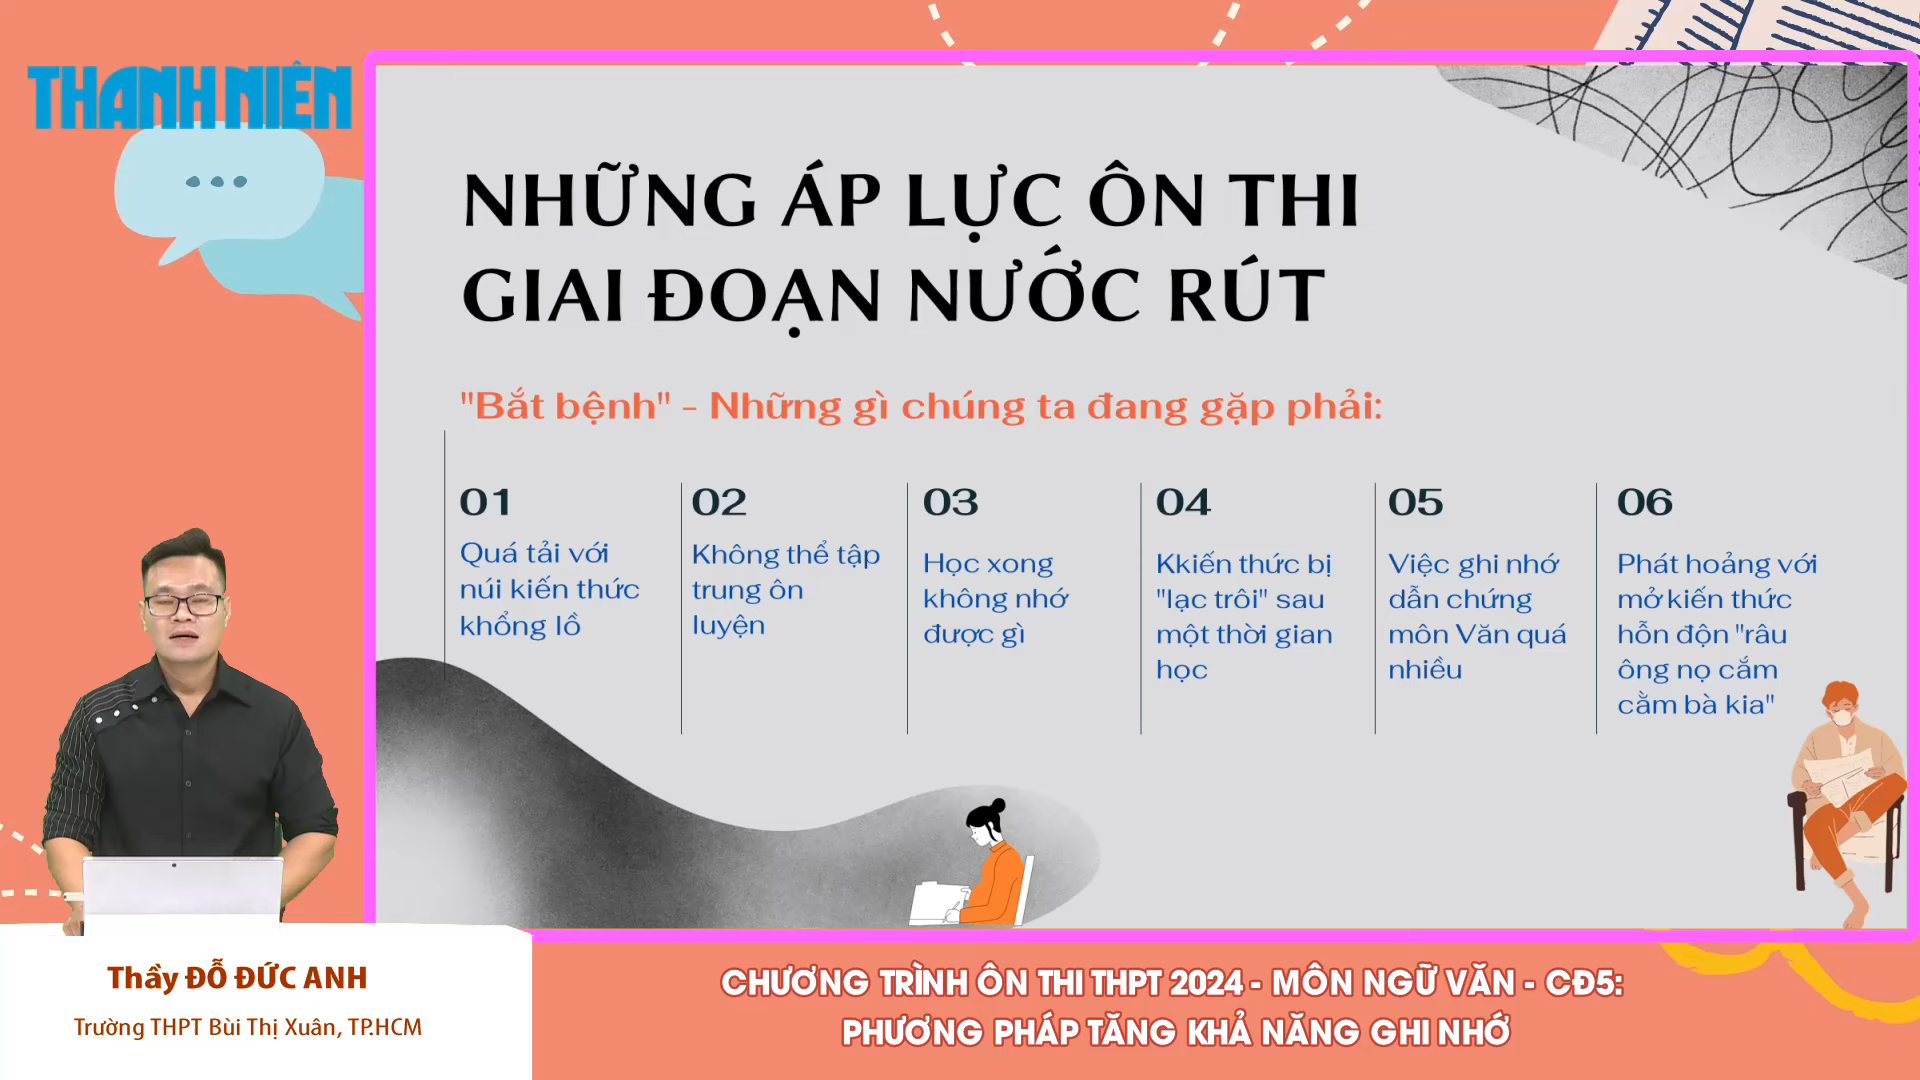 THANH NIÊN
NHỮNG ÁP LỰC ÔN THI
GIAI ĐOẠN NƯỚC RÚT
"Bắt bệnh" - Những gì chúng ta đang gặp phải:
01
Quá tải với
núi kiến thức
khổng lồ
02
Không thể tập
trung ôn
luyện
03
Học xong
không nhớ
được gì
04
Kkiến thức bị
"lạc trôi" sau
một thời gian
học
05
Việc ghi nhớ
dẫn chứng
môn Văn quá
nhiều
06
Phát hoảng với
mở kiến thức
hỗn độn "râu
ông nọ cắm
cằm bà kia"
Thầy ĐỖ ĐỨC ANH
Trường THPT Bùi Thị Xuân, TP.HCM
CHƯƠNG TRÌNH ÔN THI THPT 2024 - MÔN NGỮ VĂN - CĐ5:
PHƯƠNG PHÁP TĂNG KHẢ NĂNG GHI NHỚ